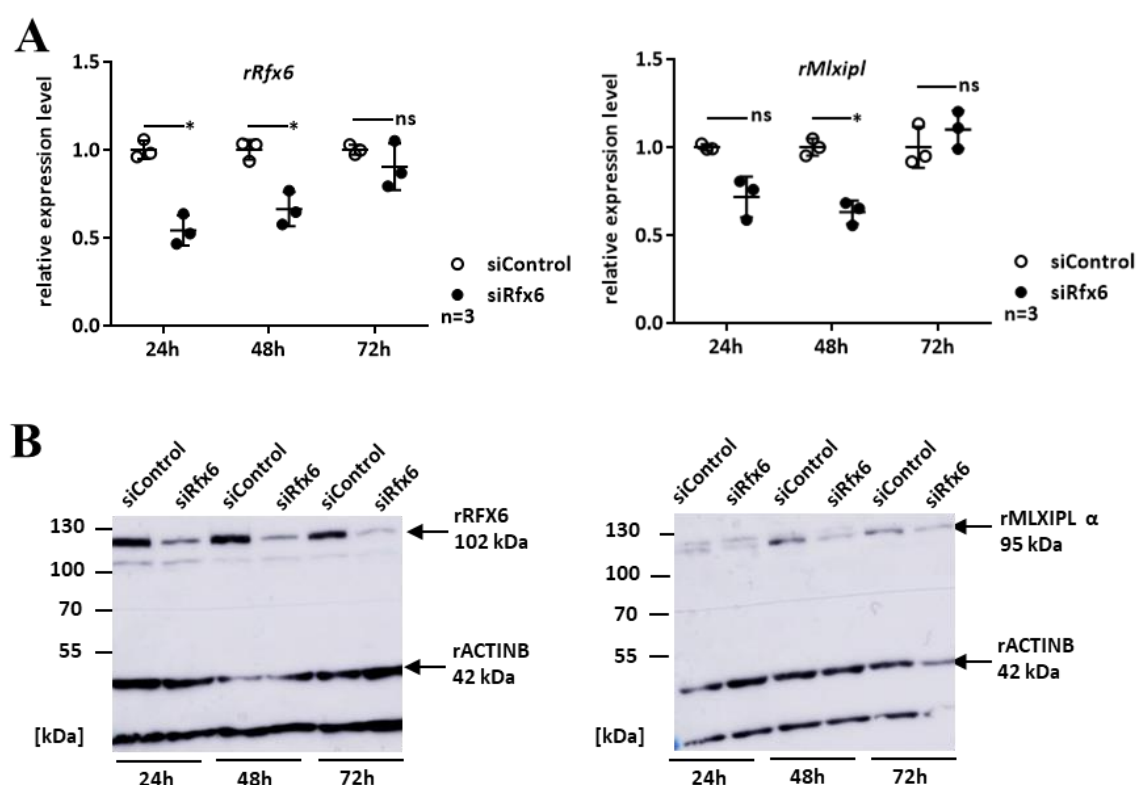 A
rRfx6
relative expression level
1.5
1.0
0.5
0.0
*
*
ns
24h
48h
72h
siControl
siRfx6
n=3
rMlxipl
relative expression level
1.5
1.0
0.5
0.0
ns
*
ns
24h
48h
72h
siControl
siRfx6
n=3
B
siControl
siRfx6
siControl
siRfx6
siControl
siRfx6
130
100
70
55
[kDa]
rRFX6
102 kDa
rACTINB
42 kDa
24h
48h
72h
siControl
siRfx6
siControl
siRfx6
siControl
siRfx6
130
100
70
55
[kDa]
rMLXIPL α
95 kDa
rACTINB
42 kDa
24h
48h
72h